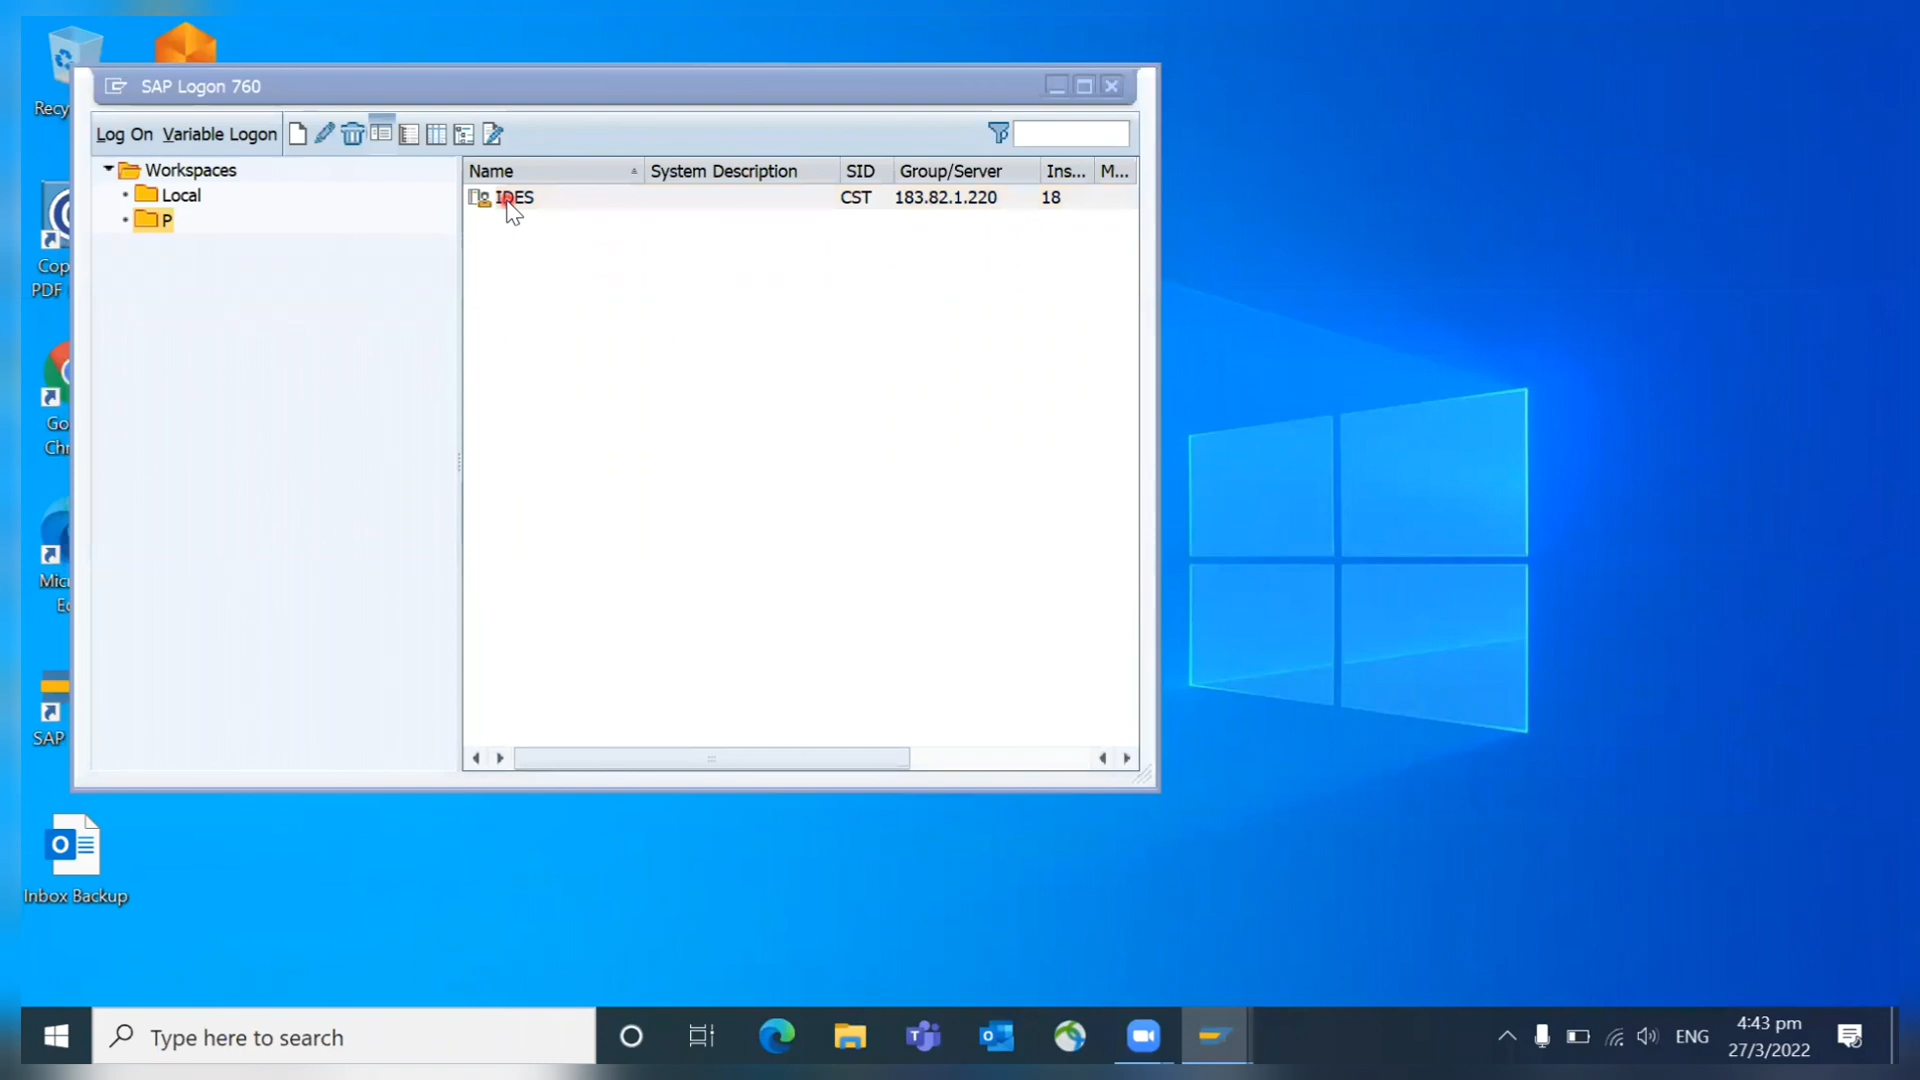 SAP Logon 760
Log On Variable Logon
Workspaces
Local
P
Name System Description SID Group/Server Ins... M...
IDES CST 183.82.1.220 18
Recy
Cop
PDF
Go
Chr
Micr
Ed
SAP
Inbox Backup
Type here to search
ENG
4:43 pm
27/3/2022